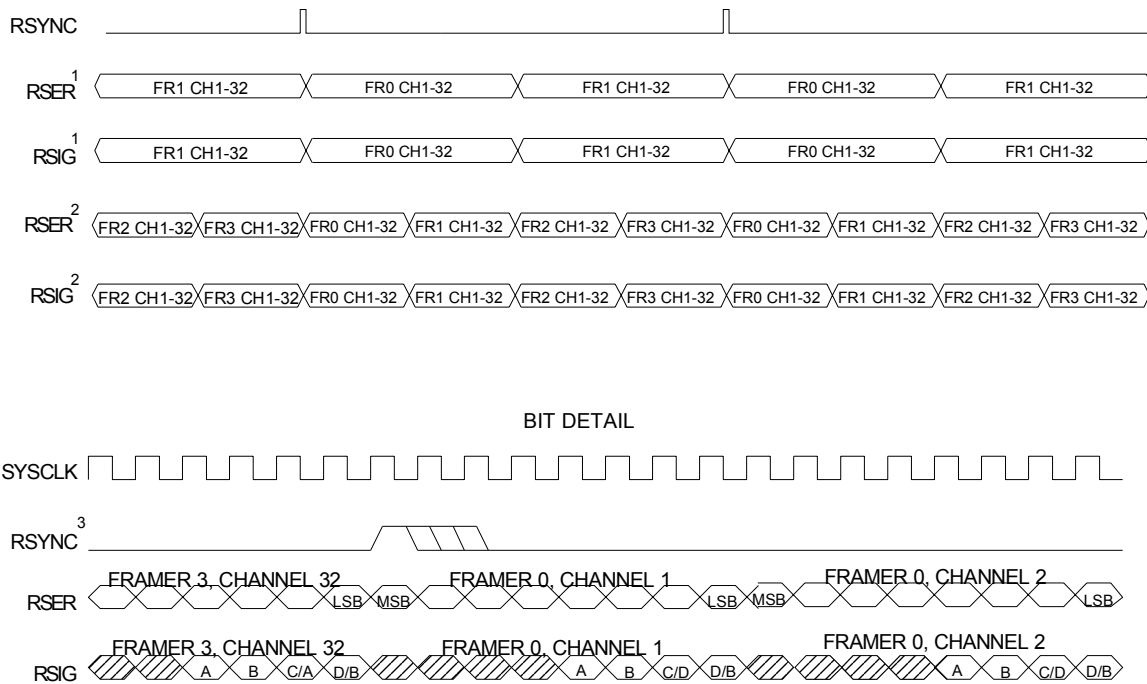 RSYNC
RSER1 FR1 CH1-32 FR0 CH1-32 FR1 CH1-32 FR0 CH1-32 FR1 CH1-32
RSIG1 FR1 CH1-32 FR0 CH1-32 FR1 CH1-32 FR0 CH1-32 FR1 CH1-32
RSER2 FR2 CH1-32 FR3 CH1-32 FR0 CH1-32 FR1 CH1-32 FR2 CH1-32 FR3 CH1-32 FR0 CH1-32 FR1 CH1-32 FR2 CH1-32 FR3 CH1-32
RSIG2 FR2 CH1-32 FR3 CH1-32 FR0 CH1-32 FR1 CH1-32 FR2 CH1-32 FR3 CH1-32 FR0 CH1-32 FR1 CH1-32 FR2 CH1-32 FR3 CH1-32
BIT DETAIL
SYSCLK
RSYNC3
FRAMER 3, CHANNEL 32 FRAMER 0, CHANNEL 1 FRAMER 0, CHANNEL 2
RSER LSB MSB LSB MSB LSB
FRAMER 3, CHANNEL 32 FRAMER 0, CHANNEL 1 FRAMER 0, CHANNEL 2
RSIG A B C/A D/B A B C/D D/B A B C/D D/B